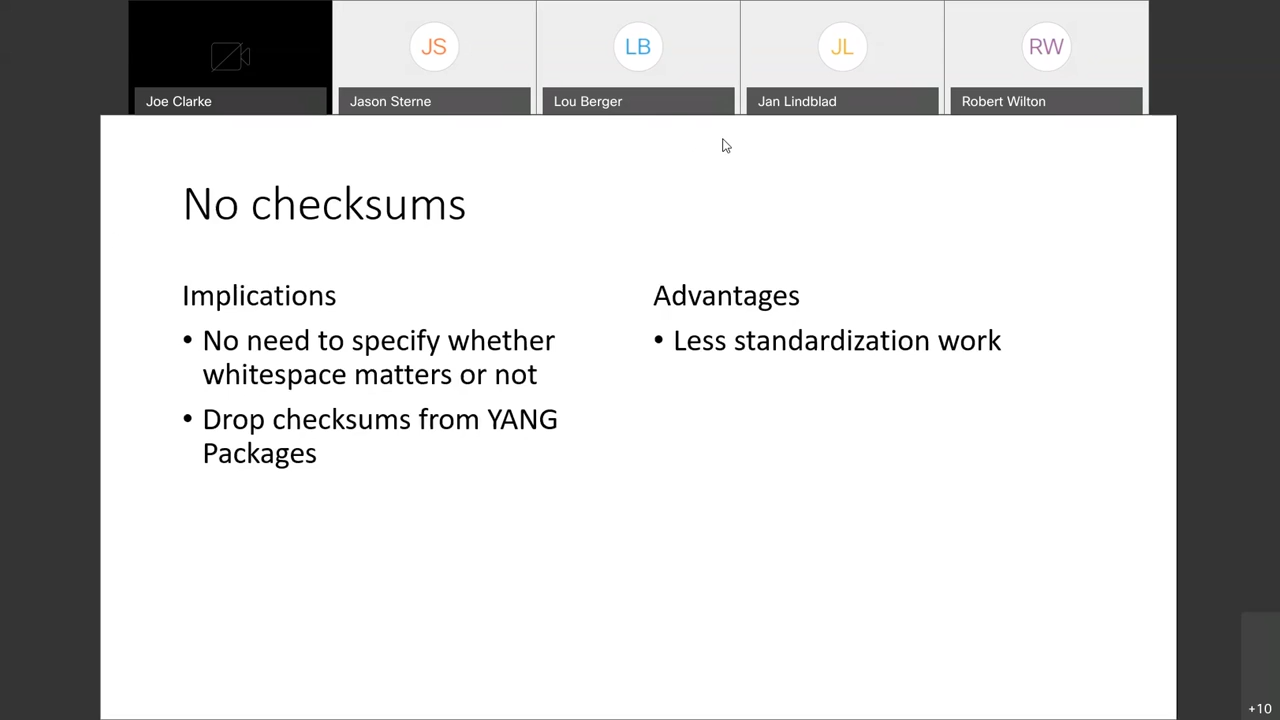 JS
LB
JL
RW
Joe Clarke
Jason Sterne
Lou Berger
Jan Lindblad
Robert Wilton
No checksums
Implications
• No need to specify whether
whitespace matters or not
• Drop checksums from YANG
Packages
Advantages
• Less standardization work
+10